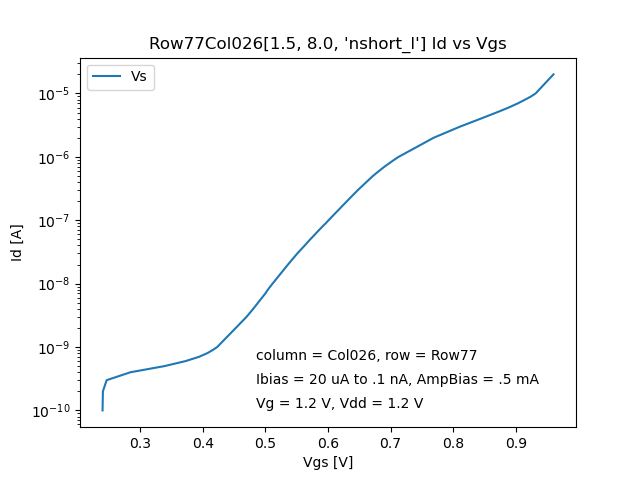 Row77Col026[1.5, 8.0, 'nshort_l'] Id vs Vgs
Vs
10⁻⁵
10⁻⁶
10⁻⁷
10⁻⁸
10⁻⁹
10⁻¹⁰
Id [A]
column = Col026, row = Row77
Ibias = 20 uA to .1 nA, AmpBias = .5 mA
Vg = 1.2 V, Vdd = 1.2 V
0.3 0.4 0.5 0.6 0.7 0.8 0.9
Vgs [V]